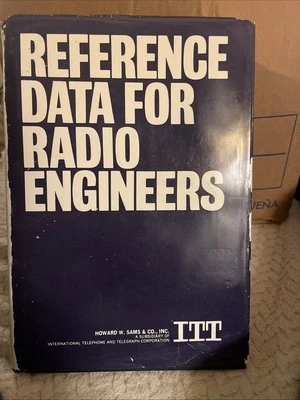 REFERENCE
DATA FOR
RADIO
ENGINEERS
HOWARD W. SAMS & CO., INC.
A SUBSIDIARY OF
INTERNATIONAL TELEPHONE AND TELEGRAPH CORPORATION
ITT